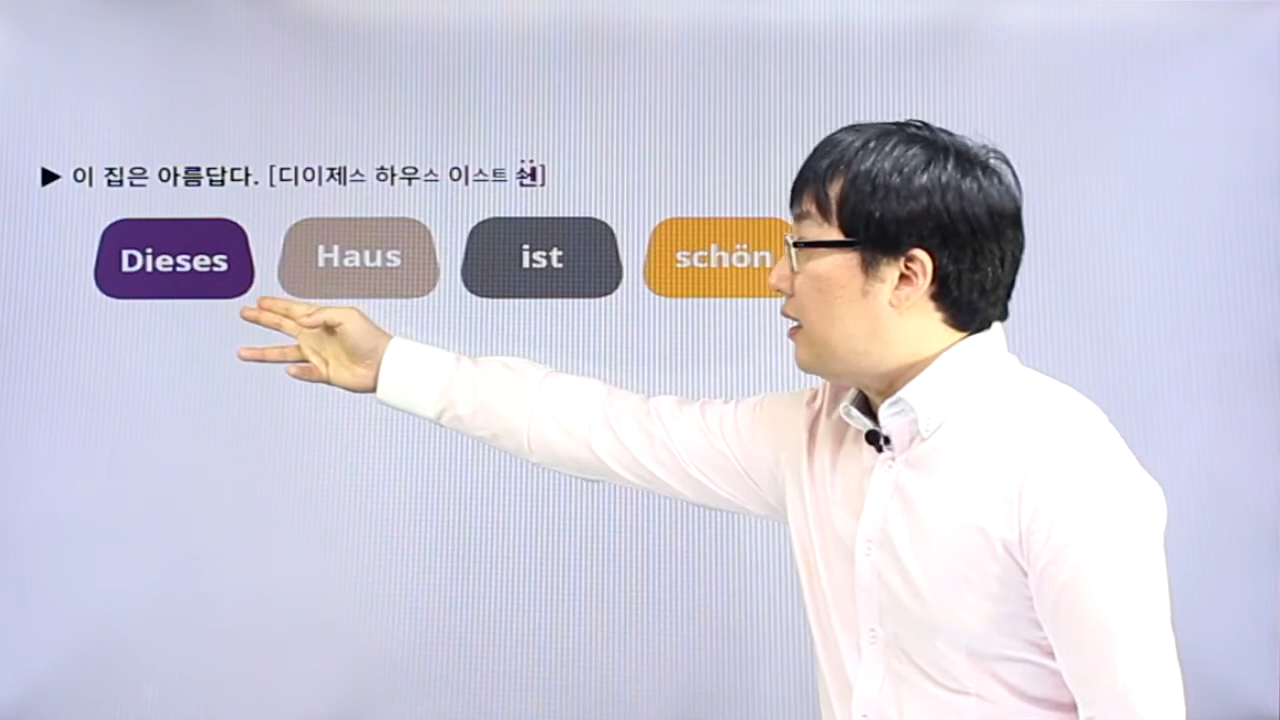 ▶ 이 집은 아름답다. [디이제스 하우스 이스트 쇈]
Dieses Haus ist schön